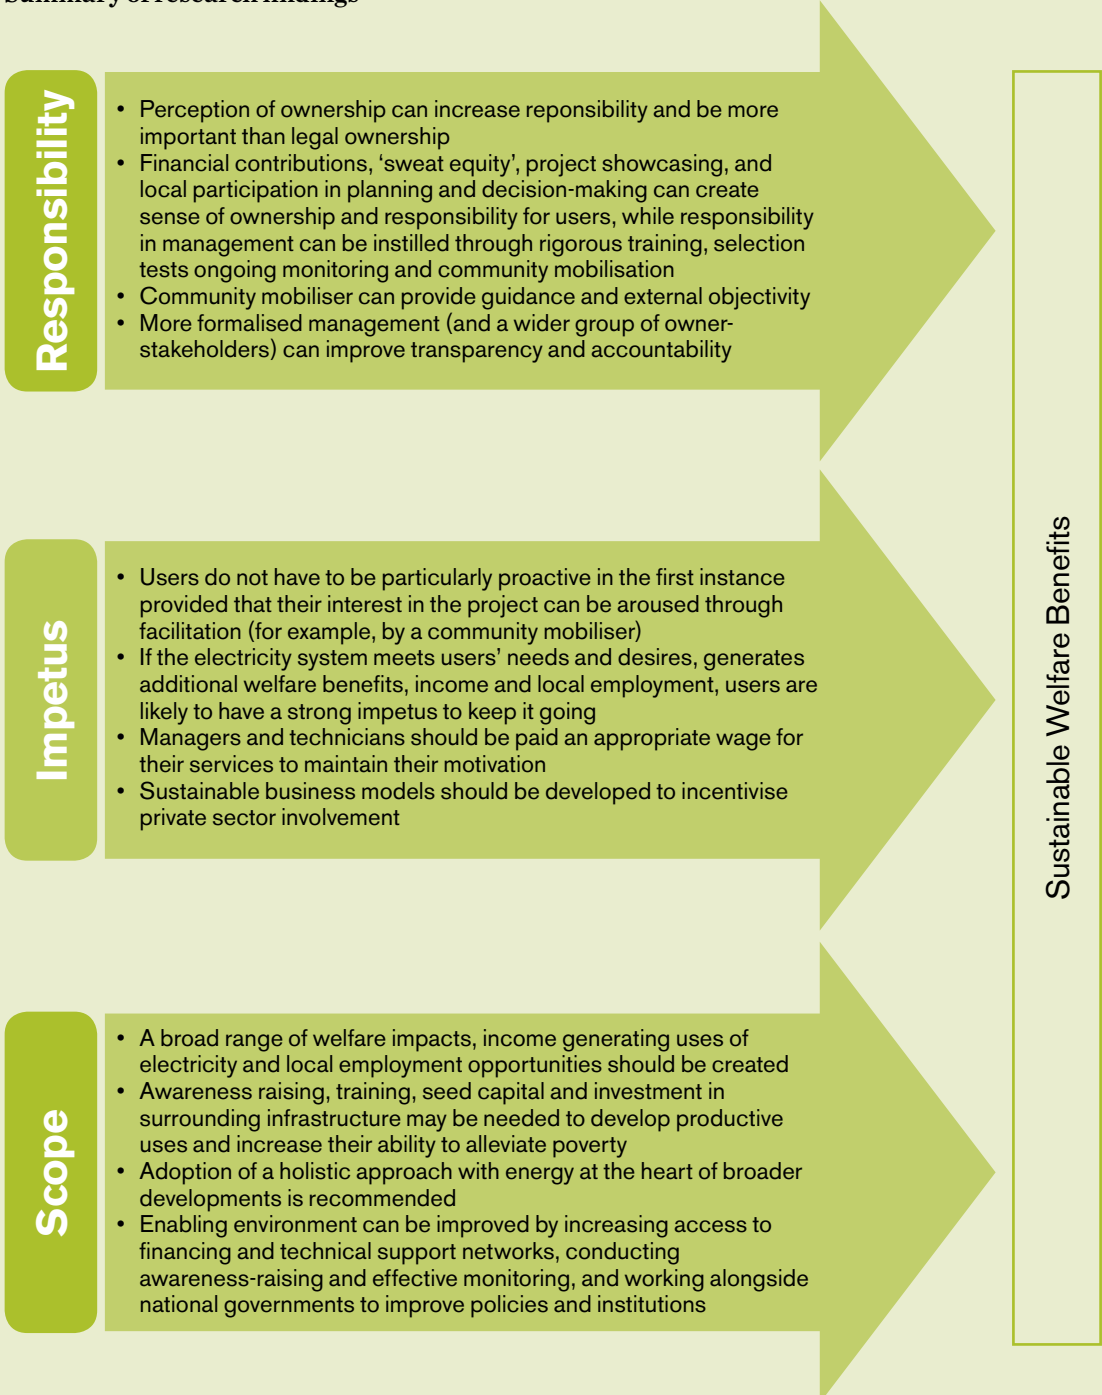 Summary of research findings
Responsibility
• Perception of ownership can increase reponsibility and be more
important than legal ownership
• Financial contributions, ‘sweat equity’, project showcasing, and
local participation in planning and decision-making can create
sense of ownership and responsibility for users, while responsibility
in management can be instilled through rigorous training, selection
tests ongoing monitoring and community mobilisation
• Community mobiliser can provide guidance and external objectivity
• More formalised management (and a wider group of owner-
stakeholders) can improve transparency and accountability
Impetus
• Users do not have to be particularly proactive in the first instance
provided that their interest in the project can be aroused through
facilitation (for example, by a community mobiliser)
• If the electricity system meets users’ needs and desires, generates
additional welfare benefits, income and local employment, users are
likely to have a strong impetus to keep it going
• Managers and technicians should be paid an appropriate wage for
their services to maintain their motivation
• Sustainable business models should be developed to incentivise
private sector involvement
Scope
• A broad range of welfare impacts, income generating uses of
electricity and local employment opportunities should be created
• Awareness raising, training, seed capital and investment in
surrounding infrastructure may be needed to develop productive
uses and increase their ability to alleviate poverty
• Adoption of a holistic approach with energy at the heart of broader
developments is recommended
• Enabling environment can be improved by increasing access to
financing and technical support networks, conducting
awareness-raising and effective monitoring, and working alongside
national governments to improve policies and institutions
Sustainable Welfare Benefits